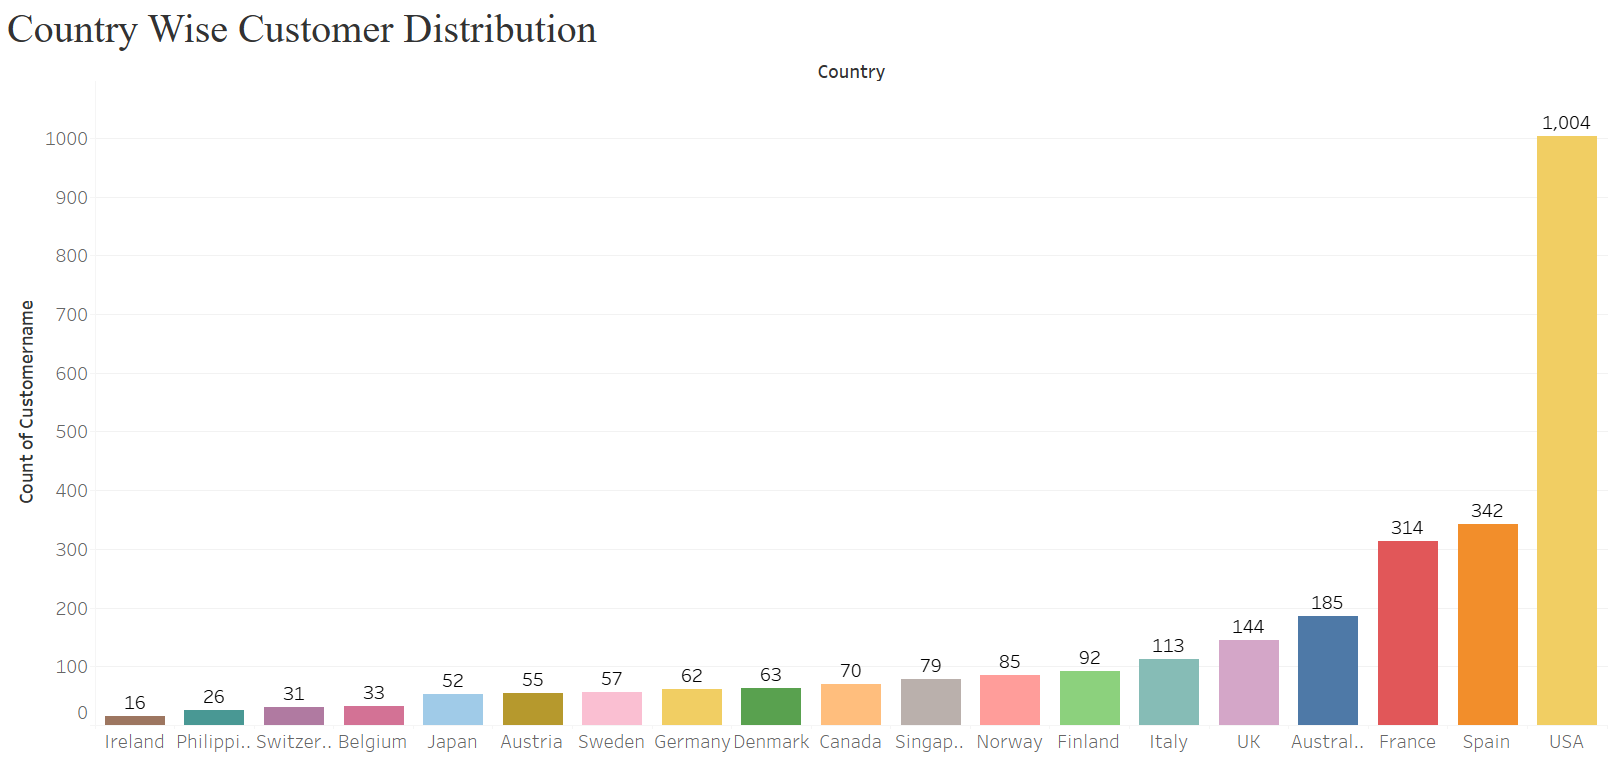 Country Wise Customer Distribution
Country
Count of Customername
1000
900
800
700
600
500
400
300
200
100
0
16
26
31
33
52
55
57
62
63
70
79
85
92
113
144
185
314
342
1,004
Ireland
Philippi..
Switzer..
Belgium
Japan
Austria
Sweden
Germany
Denmark
Canada
Singap..
Norway
Finland
Italy
UK
Austral..
France
Spain
USA